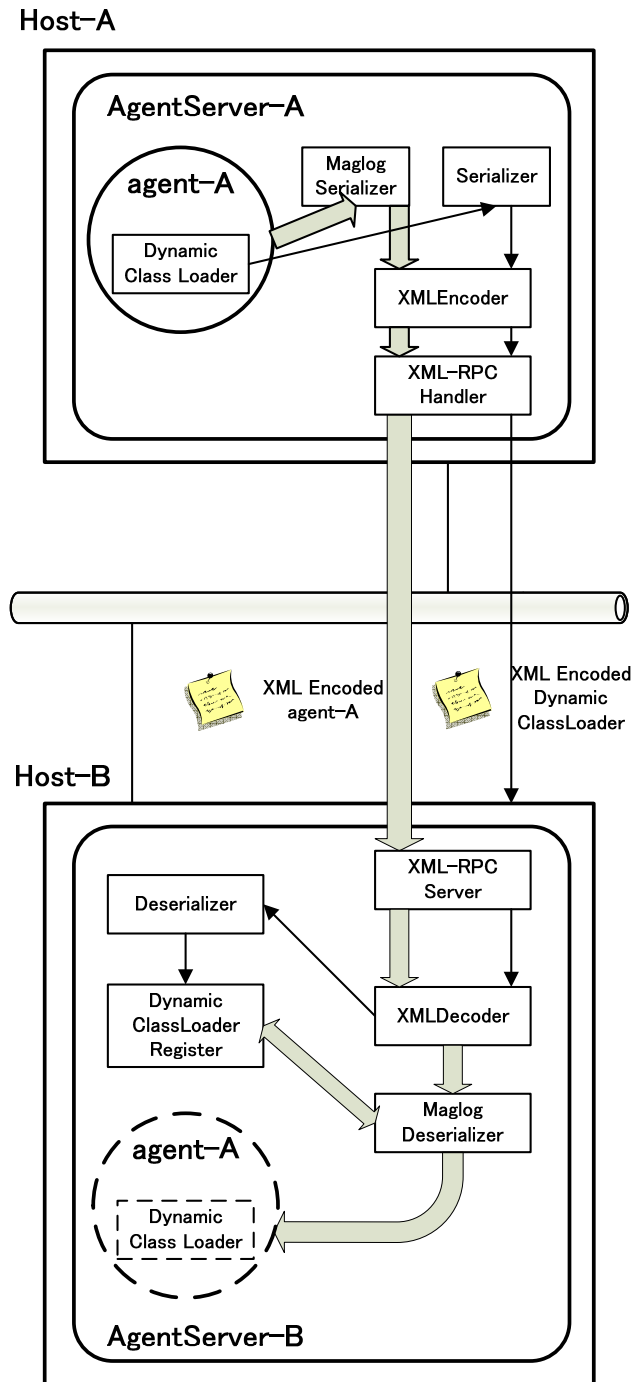 Host-A
AgentServer-A
agent-A
Maglog
Serializer
Serializer
Dynamic
Class Loader
XMLEncoder
XML-RPC
Handler
XML Encoded
agent-A
XML Encoded
Dynamic
ClassLoader
Host-B
XML-RPC
Server
Deserializer
Dynamic
ClassLoader
Register
XMLDecoder
Maglog
Deserializer
agent-A
Dynamic
Class Loader
AgentServer-B